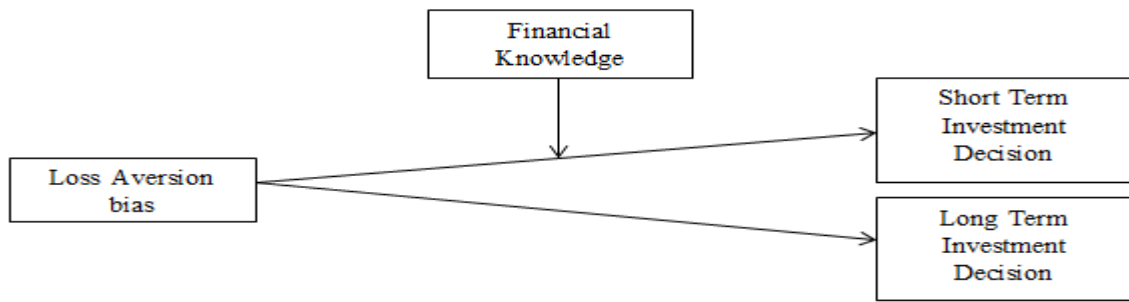 Financial
Knowledge
Short Term
Investment
Decision
Loss Aversion
bias
Long Term
Investment
Decision